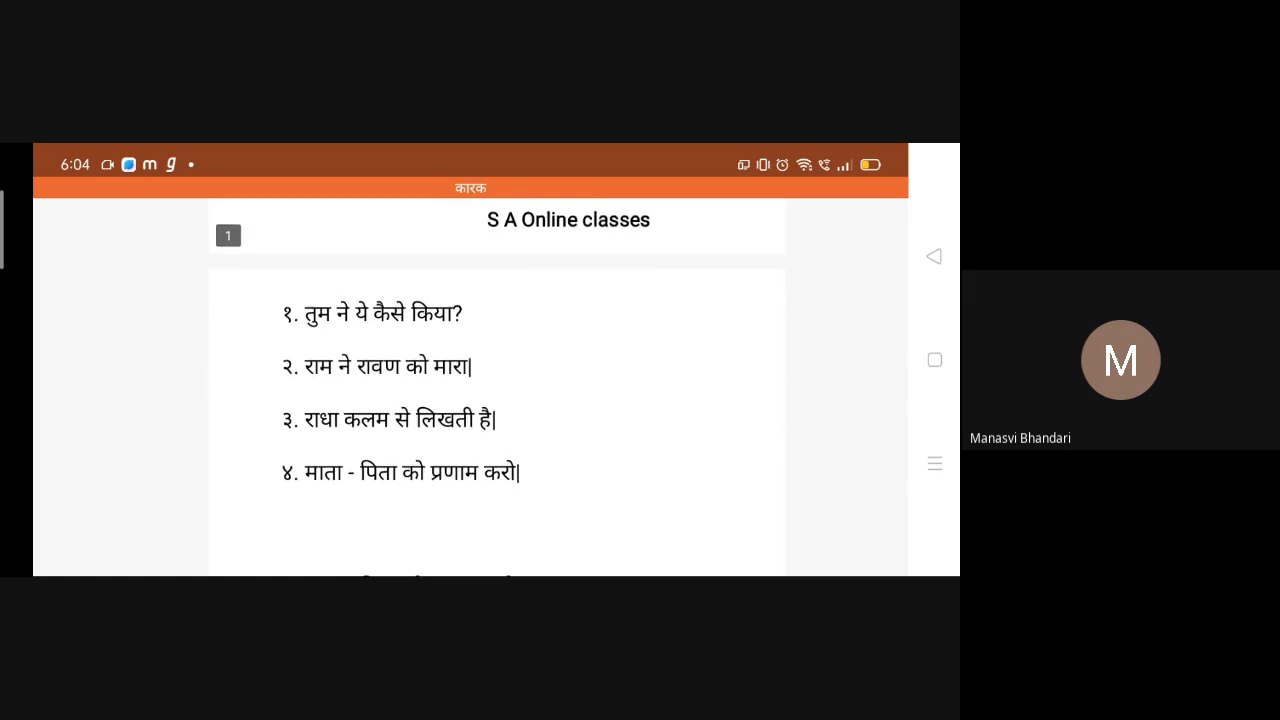 6:04 m g
कारक
S A Online classes
1
१. तुम ने ये कैसे किया?
२. राम ने रावण को मारा|
३. राधा कलम से लिखती है|
४. माता - पिता को प्रणाम करो|
M
Manasvi Bhandari